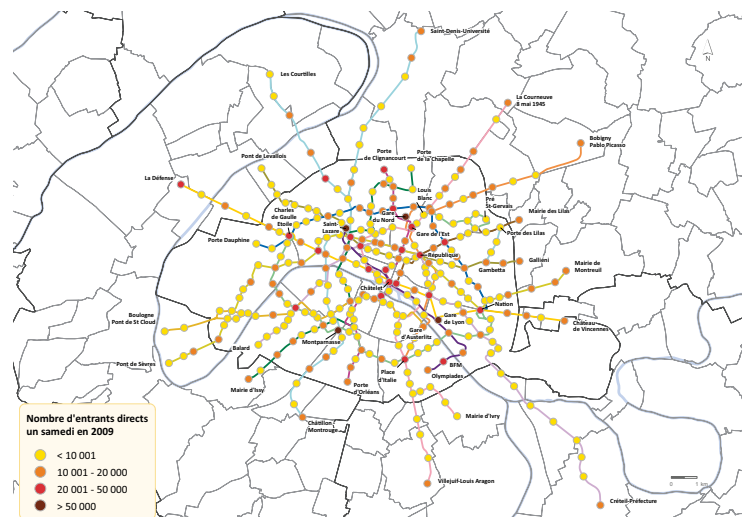 Saint-Denis-Université
Les Courtilles
La Courneuve
8 mai 1945
Bobigny
Pablo Picasso
Pont de Levallois
Porte
de Clignancourt
Porte
de la Chapelle
La Défense
Louis
Blanc
Pré
St-Gervais
Mairie des Lilas
Charles
de Gaulle
Etoile
Saint-
Lazare
Gare
du Nord
Gare de l'Est
Porte des Lilas
Porte Dauphine
République
Gambetta
Gallieni
Mairie de
Montreuil
Châtelet
Nation
Boulogne
Pont de St Cloud
Gare
de Lyon
Château
de Vincennes
Gare
d'Austerlitz
Montparnasse
Balard
Pont de Sèvres
Place
d'Italie
BFM
Olympiades
Mairie d'Issy
Porte
d'Orléans
Châtillon
Montrouge
Mairie d'Ivry
Villejuif-Louis Aragon
Créteil-Préfecture
Nombre d'entrants directs
un samedi en 2009
< 10 001
10 001 - 20 000
20 001 - 50 000
> 50 000
N
0 1 km